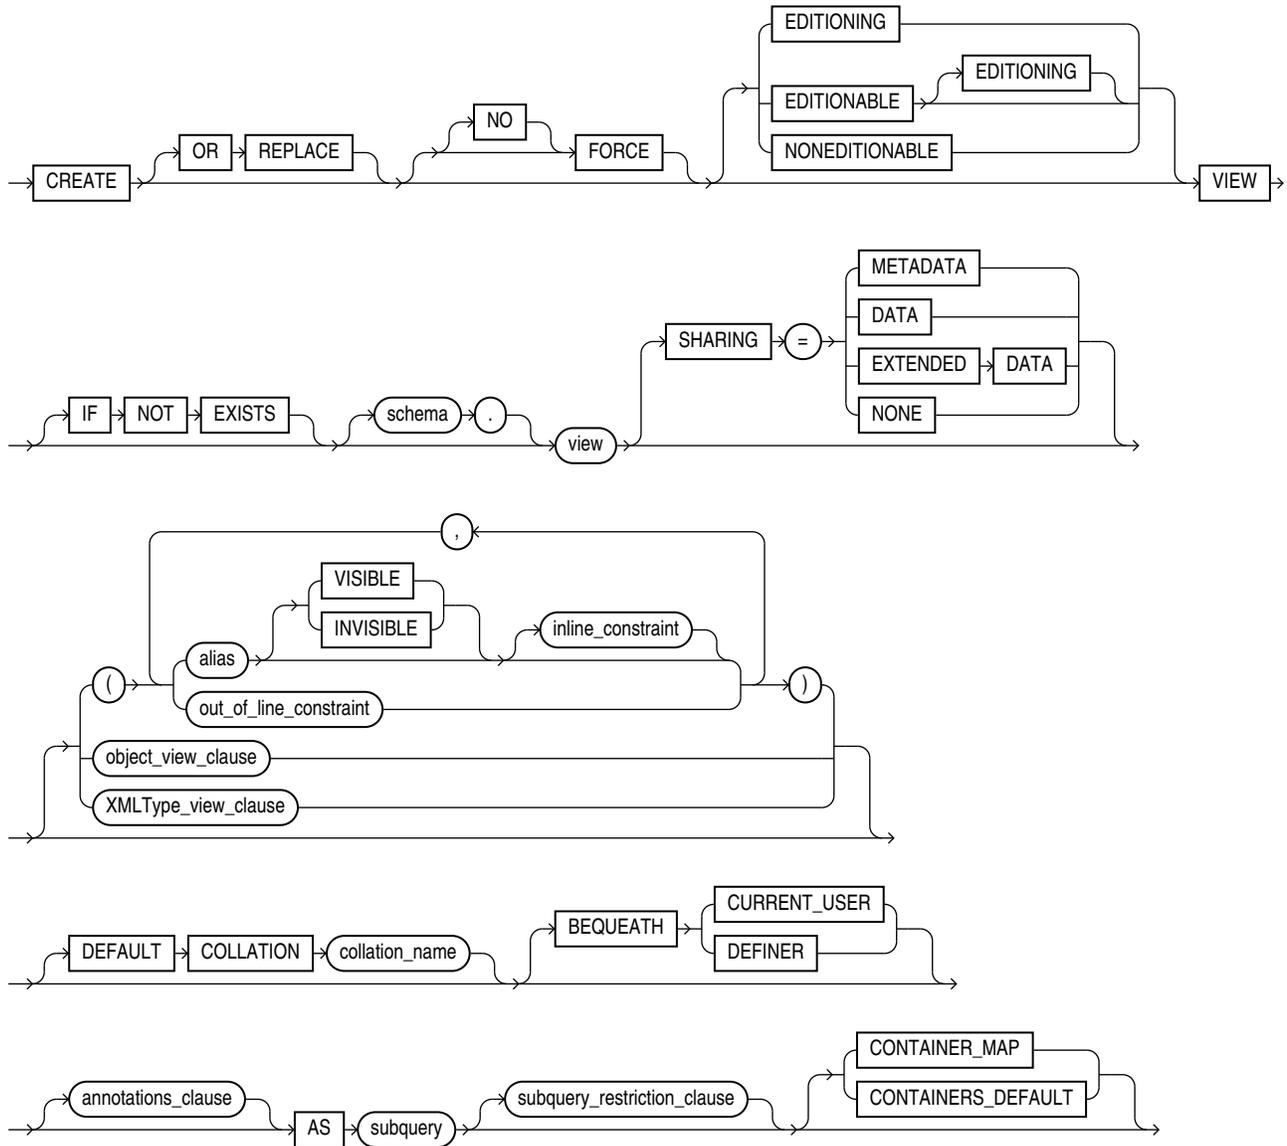 EDITIONING
EDITIONING
EDITIONABLE
NO
OR REPLACE FORCE NONEDITIONABLE
CREATE VIEW
METADATA
DATA
SHARING =
EXTENDED DATA
IF NOT EXISTS schema . NONE
view
,
VISIBLE
INVISIBLE inline_constraint
alias
( )
out_of_line_constraint
object_view_clause
XMLType_view_clause
CURRENT_USER
BEQUEATH
DEFAULT COLLATION collation_name DEFINER
CONTAINER_MAP
annotations_clause subquery_restriction_clause CONTAINERS_DEFAULT
AS subquery